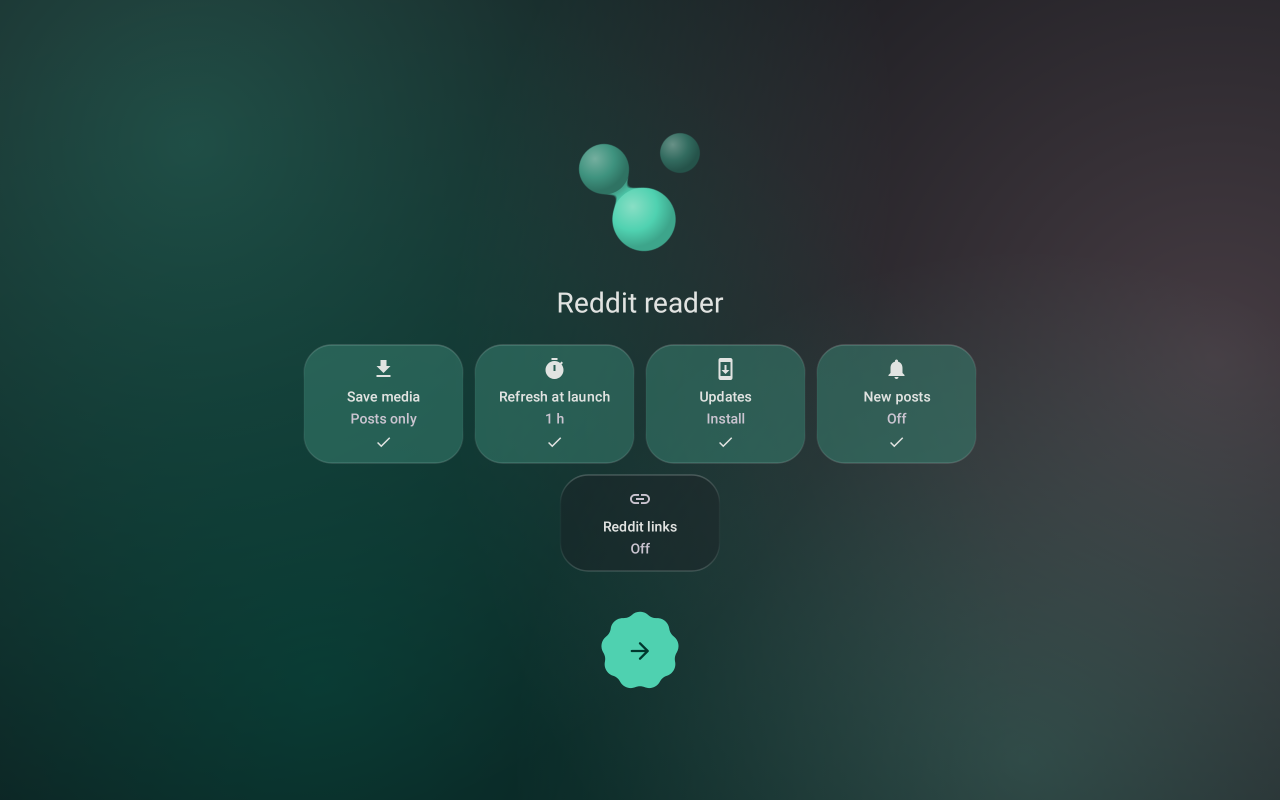 Reddit reader
Save media
Posts only
Refresh at launch
1 h
Updates
Install
New posts
Off
Reddit links
Off